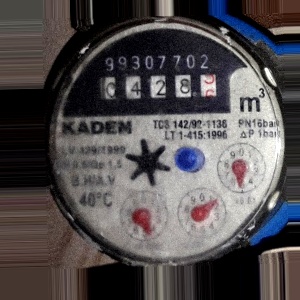 99307702
0428
m3
KADEN
TCS 142/92-1136
PN16bar
LT 1-415:1996
ΔP 1bar
B.H/A.V
40°C